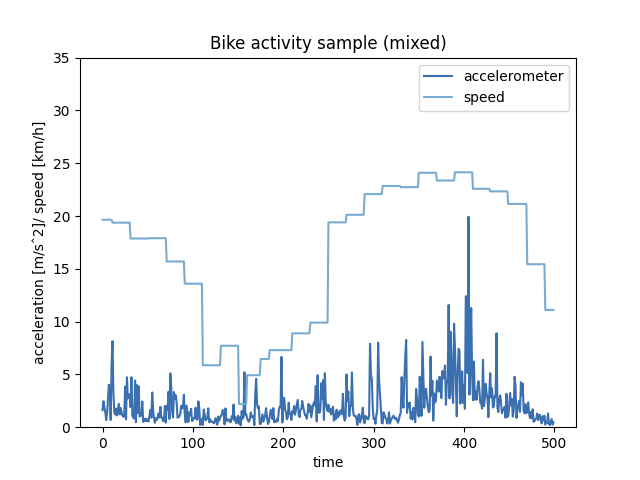 Bike activity sample (mixed)
accelerometer
speed
acceleration [m/s^2]/ speed [km/h]
35
30
25
20
15
10
5
0
0 100 200 300 400 500
time